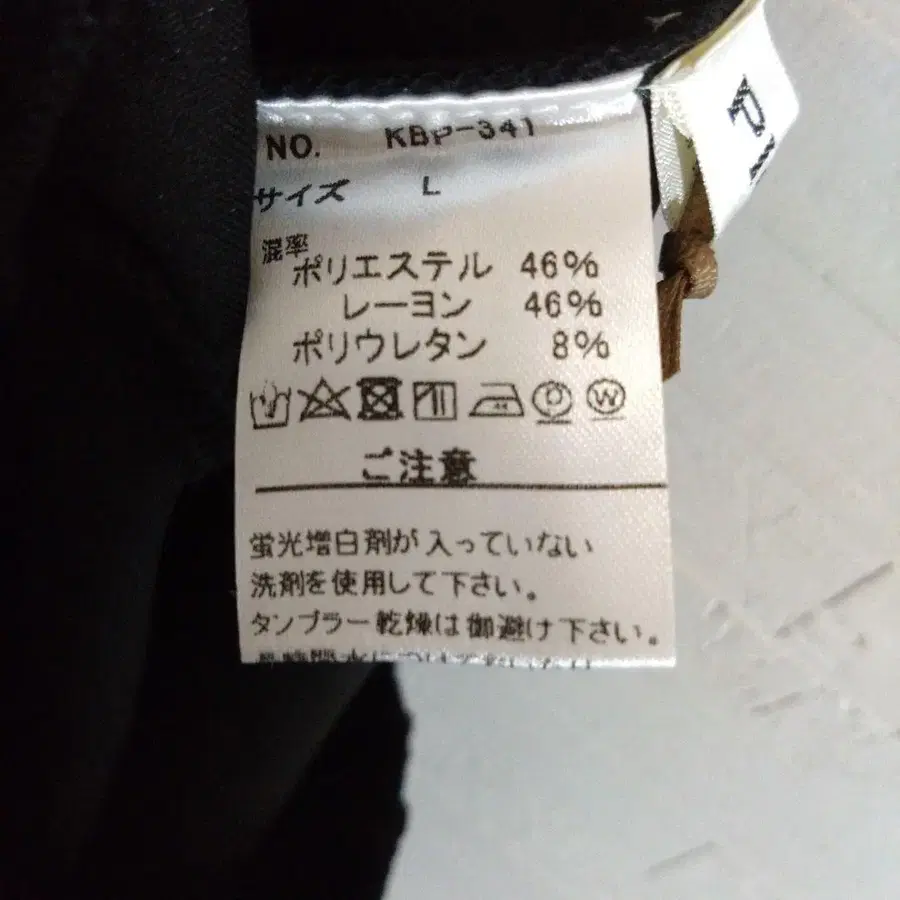 NO. KBP-341
サイズ L
混率
ポリエステル 46%
レーヨン 46%
ポリウレタン 8%
P W
ご注意
蛍光増白剤が入っていない
洗剤を使用して下さい。
タンブラー乾燥は御避け下さい。